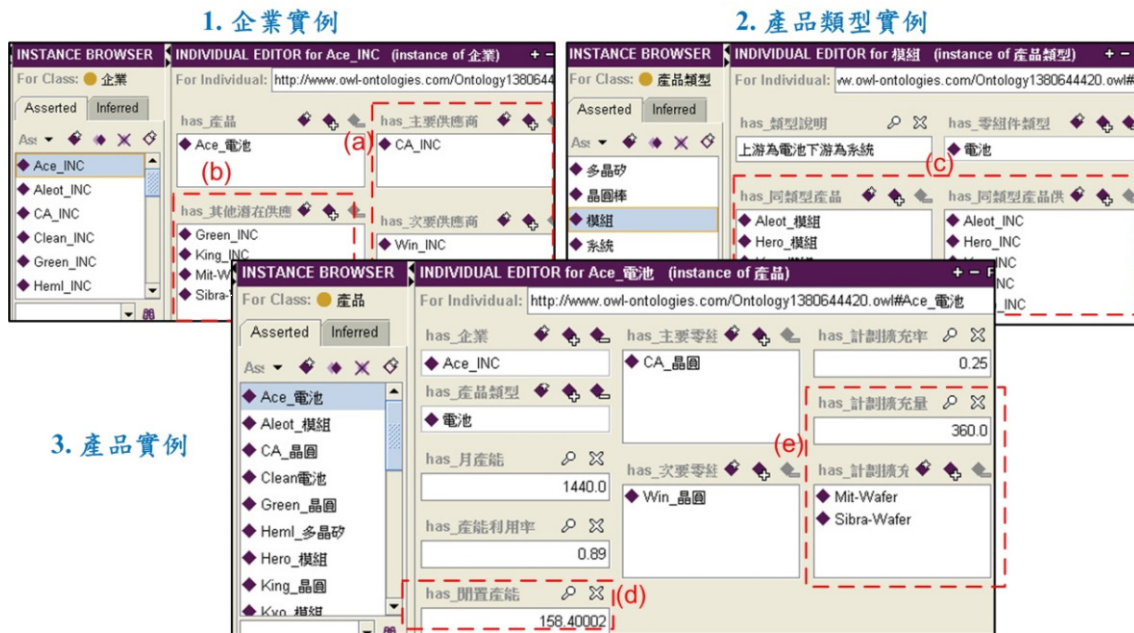 1. 企業實例
INSTANCE BROWSER
For Class: 企業
Asserted Inferred
Ace_INC
Aleot_INC
CA_INC
Clean_INC
Green_INC
Heml_INC
INDIVIDUAL EDITOR for Ace_INC (instance of 企業)
For Individual: http://www.owl-ontologies.com/Ontology1380644
has_產品
Ace_電池
(a)
has_主要供應商
CA_INC
(b)
has_其他潛在供應
Green_INC
King_INC
Mit-W
Sibra-
has_次要供應商
Win_INC
2. 產品類型實例
INSTANCE BROWSER
For Class: 產品類型
Asserted Inferred
多晶矽
晶圓棒
模組
系統
INDIVIDUAL EDITOR for 模組 (instance of 產品類型)
For Individual: w.owl-ontologies.com/Ontology1380644420.owl#
has_類型說明
上游為電池下游為系統
has_零組件類型
電池
(c)
has_同類型產品
Aleot_模組
Hero_模組
has_同類型產品供
Aleot_INC
Hero_INC
_INC
INC
_INC
3. 產品實例
INSTANCE BROWSER
For Class: 產品
Asserted Inferred
Ace_電池
Aleot_模組
CA_晶圓
Clean電池
Green_晶圓
Heml_多晶矽
Hero_模組
King_晶圓
Kyo_模組
INDIVIDUAL EDITOR for Ace_電池 (instance of 產品)
For Individual: http://www.owl-ontologies.com/Ontology1380644420.owl#Ace_電池
has_企業
Ace_INC
has_產品類型
電池
has_月產能
1440.0
has_產能利用率
0.89
has_閒置產能
158.40002
(d)
has_主要零組
CA_晶圓
has_次要零組
Win_晶圓
has_計劃擴充率
0.25
has_計劃擴充量
360.0
(e)
has_計劃擴充
Mit-Wafer
Sibra-Wafer